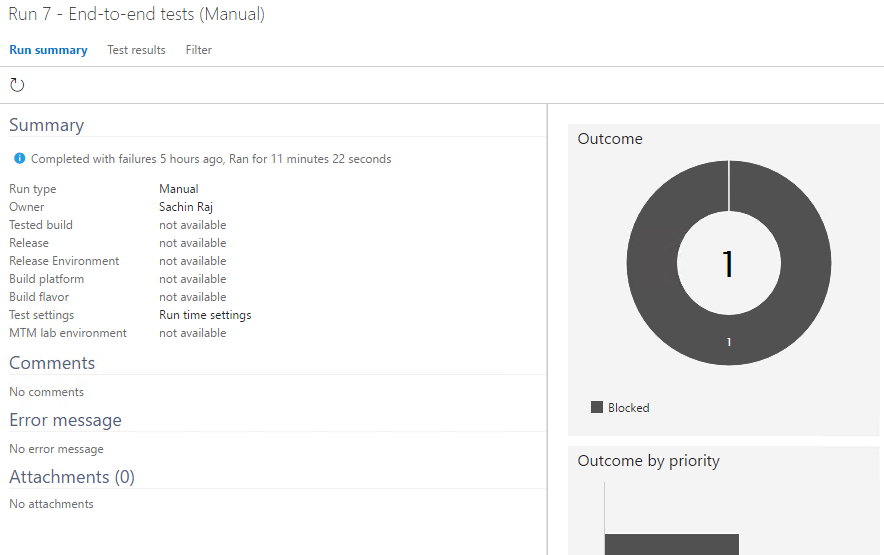 Run 7 - End-to-end tests (Manual)
Run summary Test results Filter
Summary
Completed with failures 5 hours ago, Ran for 11 minutes 22 seconds
Run type Manual
Owner Sachin Raj
Tested build not available
Release not available
Release Environment not available
Build platform not available
Build flavor not available
Test settings Run time settings
MTM lab environment not available
Comments
No comments
Error message
No error message
Attachments (0)
No attachments
Outcome
1
1
Blocked
Outcome by priority